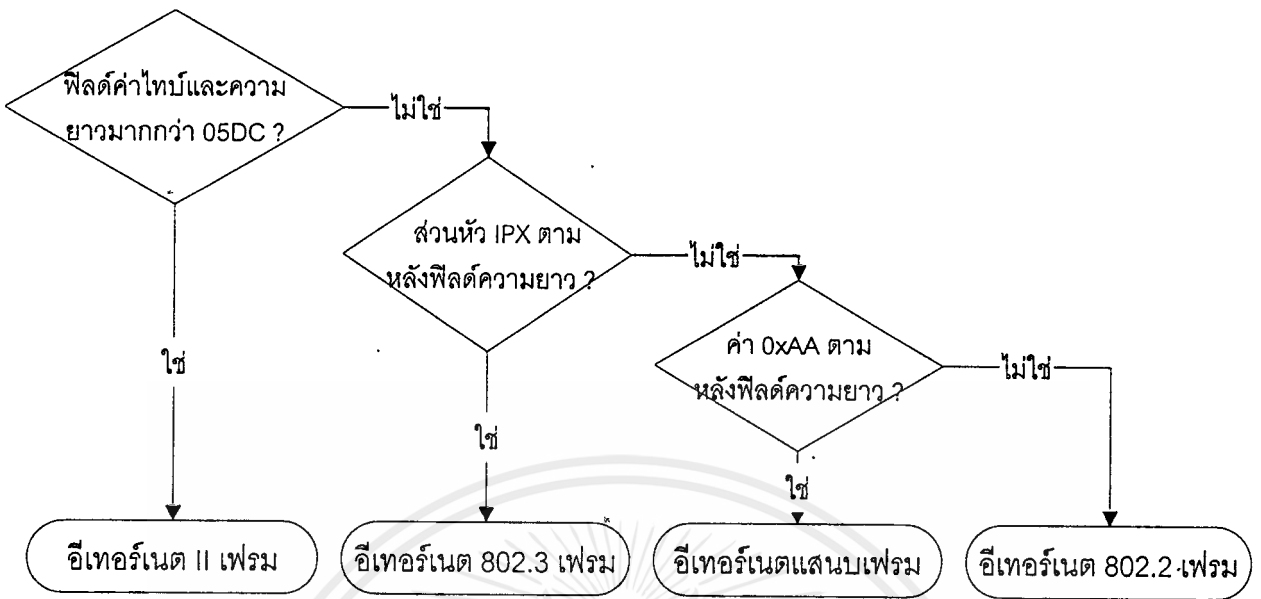 ฟิลด์ค่าไทบ์และความ
ยาวมากกว่า 05DC ?
ไม่ใช่
ส่วนหัว IPX ตาม
หลังฟิลด์ความยาว ?
ไม่ใช่
ค่า 0xAA ตาม
หลังฟิลด์ความยาว ?
ไม่ใช่
ใช่
ใช่
ใช่
อีเทอร์เนต II เฟรม
อีเทอร์เนต 802.3 เฟรม
อีเทอร์เนตแสนบเฟรม
อีเทอร์เนต 802.2 เฟรม